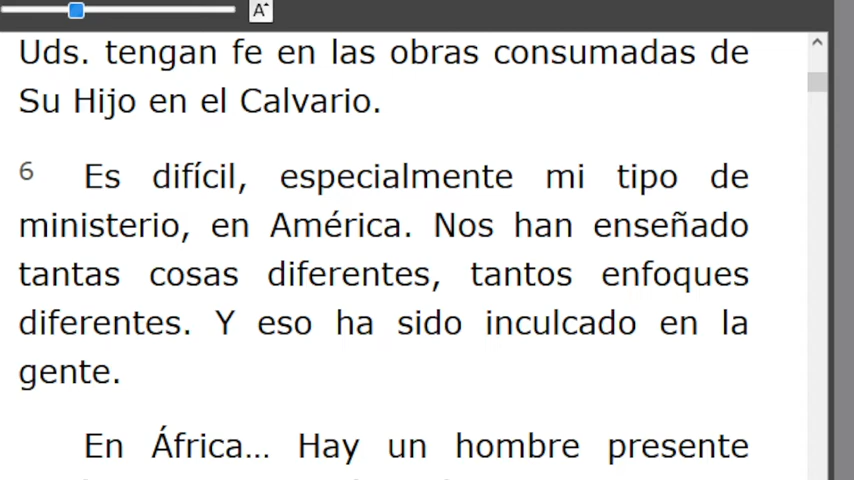 A
Uds. tengan fe en las obras consumadas de
Su Hijo en el Calvario.
6 Es difícil, especialmente mi tipo de
ministerio, en América. Nos han enseñado
tantas cosas diferentes, tantos enfoques
diferentes. Y eso ha sido inculcado en la
gente.
En África... Hay un hombre presente